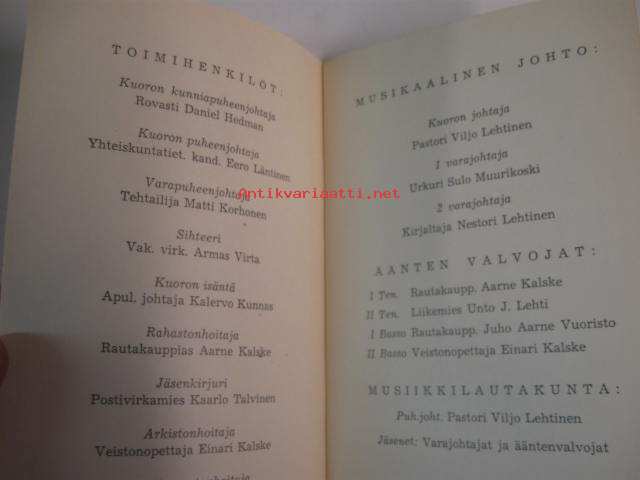 TOIMIHENKILÖT:
Kuoron kunniapuheenjohtaja
Rovasti Daniel Hedman
Kuoron puheenjohtaja
Yhteiskuntatiet. kand. Eero Läntinen
Varapuheenjohtaja
Tehtailija Matti Korhonen
Sihteeri
Vak. virk. Armas Virta
Kuoron isäntä
Apul. johtaja Kalervo Kunnas
Rahastonhoitaja
Rautakauppias Aarne Kalske
Jäsenkirjuri
Postivirkamies Kaarlo Talvinen
Arkistonhoitaja
Veistonopettaja Einari Kalske
MUSIKAALINEN JOHTO:
Kuoron johtaja
Pastori Viljo Lehtinen
1 varajohtaja
Urkuri Sulo Muurikoski
2 varajohtaja
Kirjaltaja Nestori Lehtinen
ÄÄNTEN VALVOJAT:
I Ten. Rautakaupp. Aarne Kalske
II Ten. Liikemies Unto J. Lehti
I Basso Rautakaupp. Juho Aarne Vuoristo
II Basso Veistonopettaja Einari Kalske
MUSIIKKILAUTAKUNTA:
Puh.joht. Pastori Viljo Lehtinen
Jäsenet: Varajohtajat ja ääntenvalvojat
Antikvariaatti.net